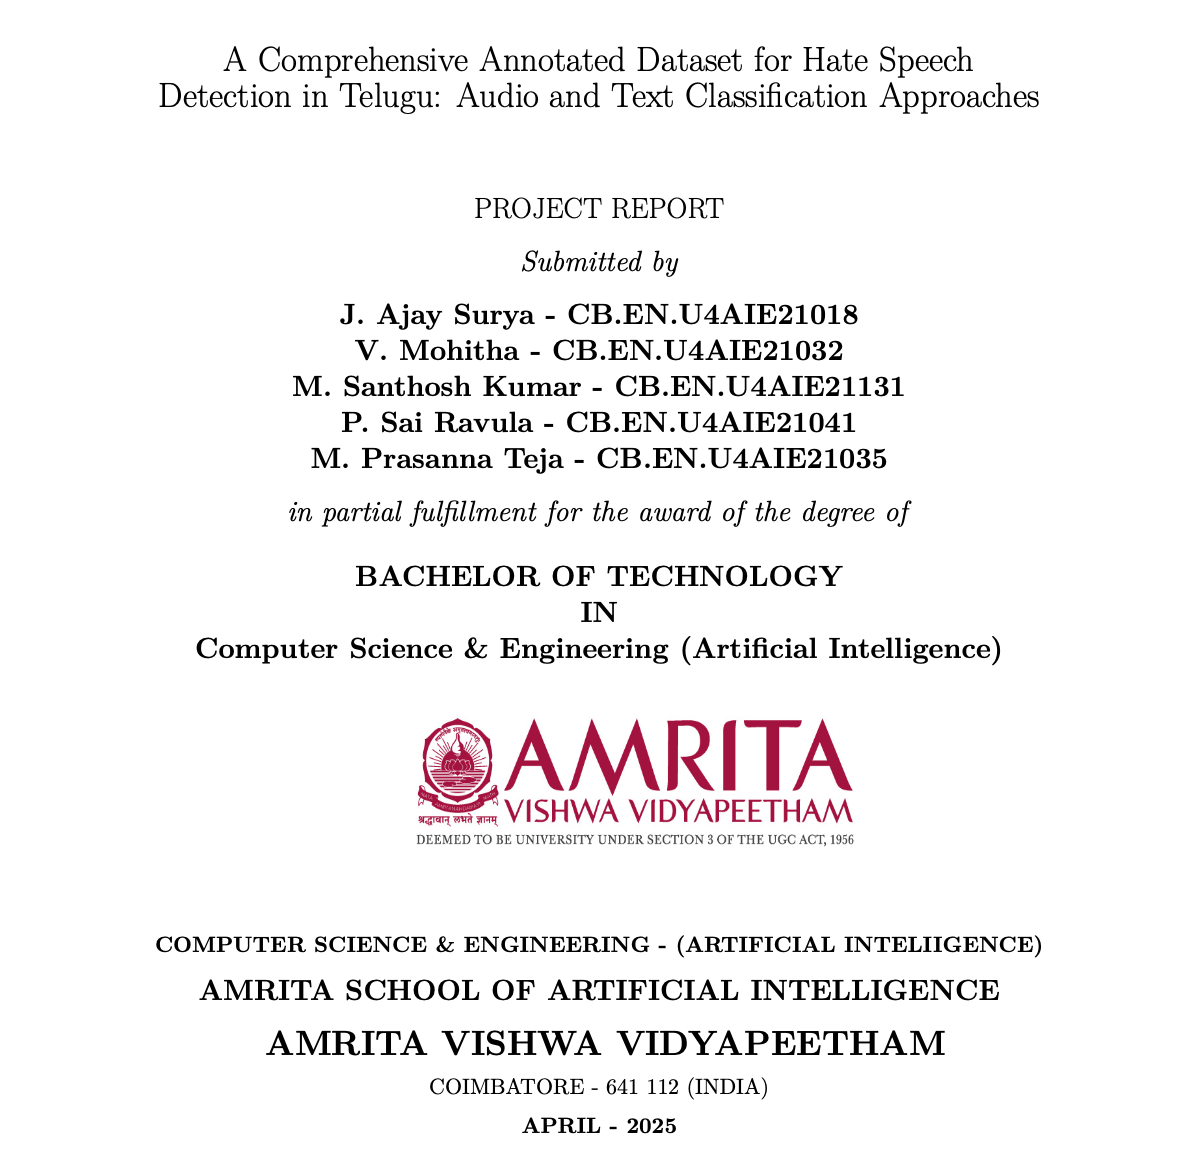 A Comprehensive Annotated Dataset for Hate Speech
Detection in Telugu: Audio and Text Classification Approaches
PROJECT REPORT
Submitted by
J. Ajay Surya - CB.EN.U4AIE21018
V. Mohitha - CB.EN.U4AIE21032
M. Santhosh Kumar - CB.EN.U4AIE21131
P. Sai Ravula - CB.EN.U4AIE21041
M. Prasanna Teja - CB.EN.U4AIE21035
in partial fulfillment for the award of the degree of
BACHELOR OF TECHNOLOGY
IN
Computer Science & Engineering (Artificial Intelligence)
AMRITA
VISHWA VIDYAPEETHAM
श्रद्धावान् लभते ज्ञानम्
DEEMED TO BE UNIVERSITY UNDER SECTION 3 OF THE UGC ACT, 1956
COMPUTER SCIENCE & ENGINEERING - (ARTIFICIAL INTELIIGENCE)
AMRITA SCHOOL OF ARTIFICIAL INTELLIGENCE
AMRITA VISHWA VIDYAPEETHAM
COIMBATORE - 641 112 (INDIA)
APRIL - 2025